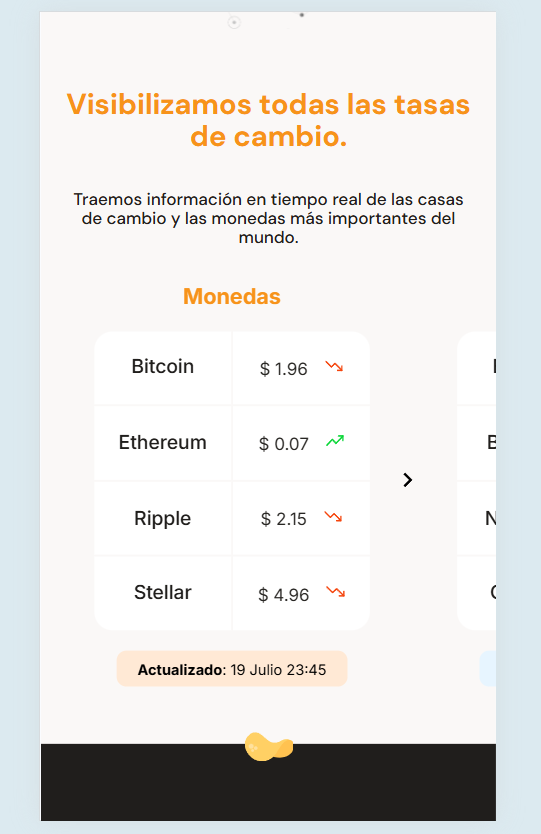 Visibilizamos todas las tasas
de cambio.
Traemos información en tiempo real de las casas
de cambio y las monedas más importantes del
mundo.
Monedas
Bitcoin $ 1.96
Ethereum $ 0.07
Ripple $ 2.15
Stellar $ 4.96
Actualizado: 19 Julio 23:45